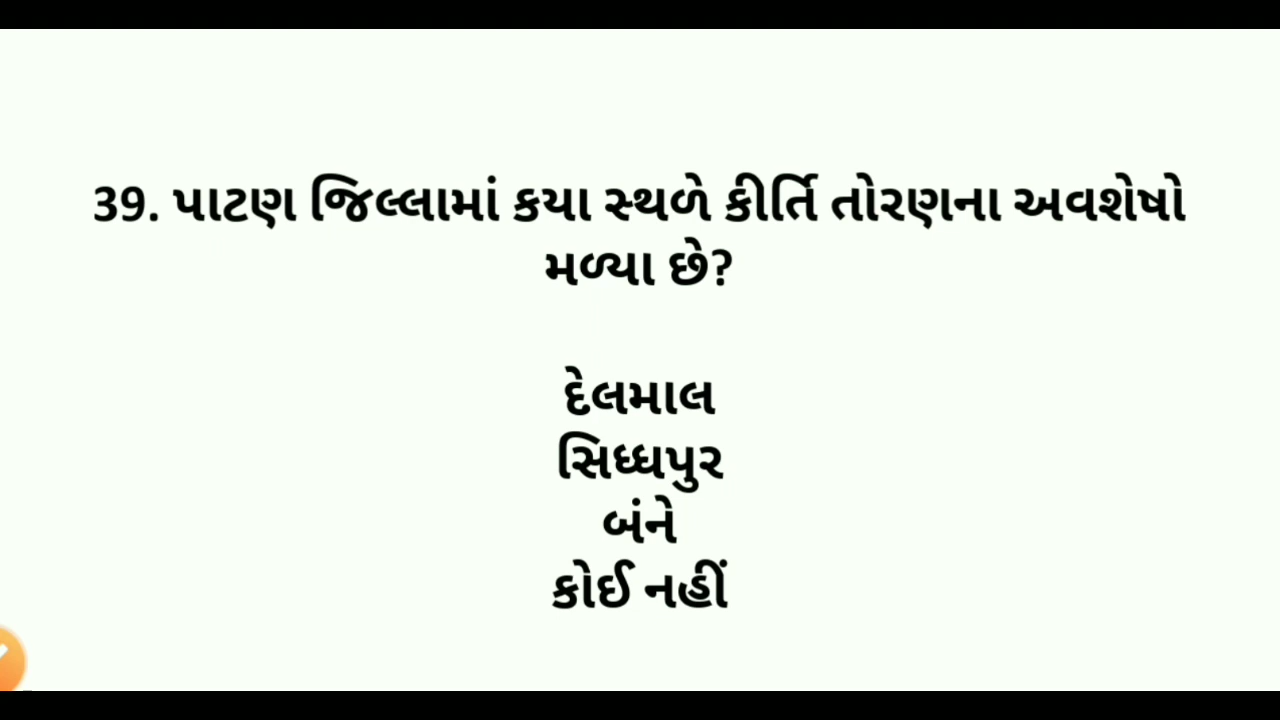 39. પાટણ જિલ્લામાં કયા સ્થળે કીર્તિ તોરણના અવશેષો
મળ્યા છે?
દેલમાલ
સિધ્ધપુર
બંને
કોઈ નહીં